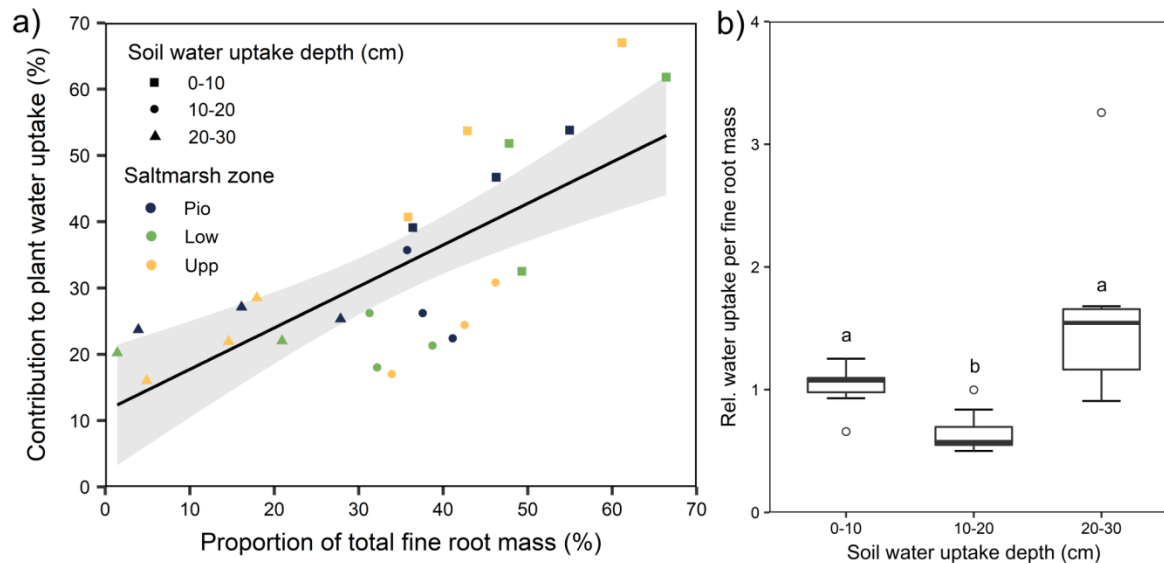 a)
Contribution to plant water uptake (%)
70
60
50
40
30
20
10
0
Soil water uptake depth (cm)
0-10
10-20
20-30
Saltmarsh zone
Pio
Low
Upp
0 10 20 30 40 50 60 70
Proportion of total fine root mass (%)
b)
Rel. water uptake per fine root mass
4
3
2
1
0
a
b
a
0-10 10-20 20-30
Soil water uptake depth (cm)